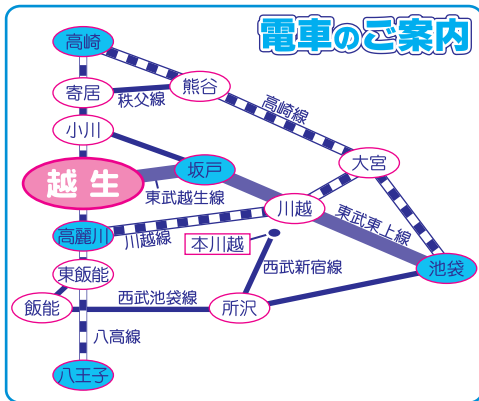 電車のご案内
高崎
寄居
秩父線
熊谷
高崎線
小川
大宮
越生
坂戸
東武越生線
川越
東武東上線
高麗川
川越線
本川越
池袋
東飯能
西武新宿線
飯能
西武池袋線
所沢
八高線
八王子